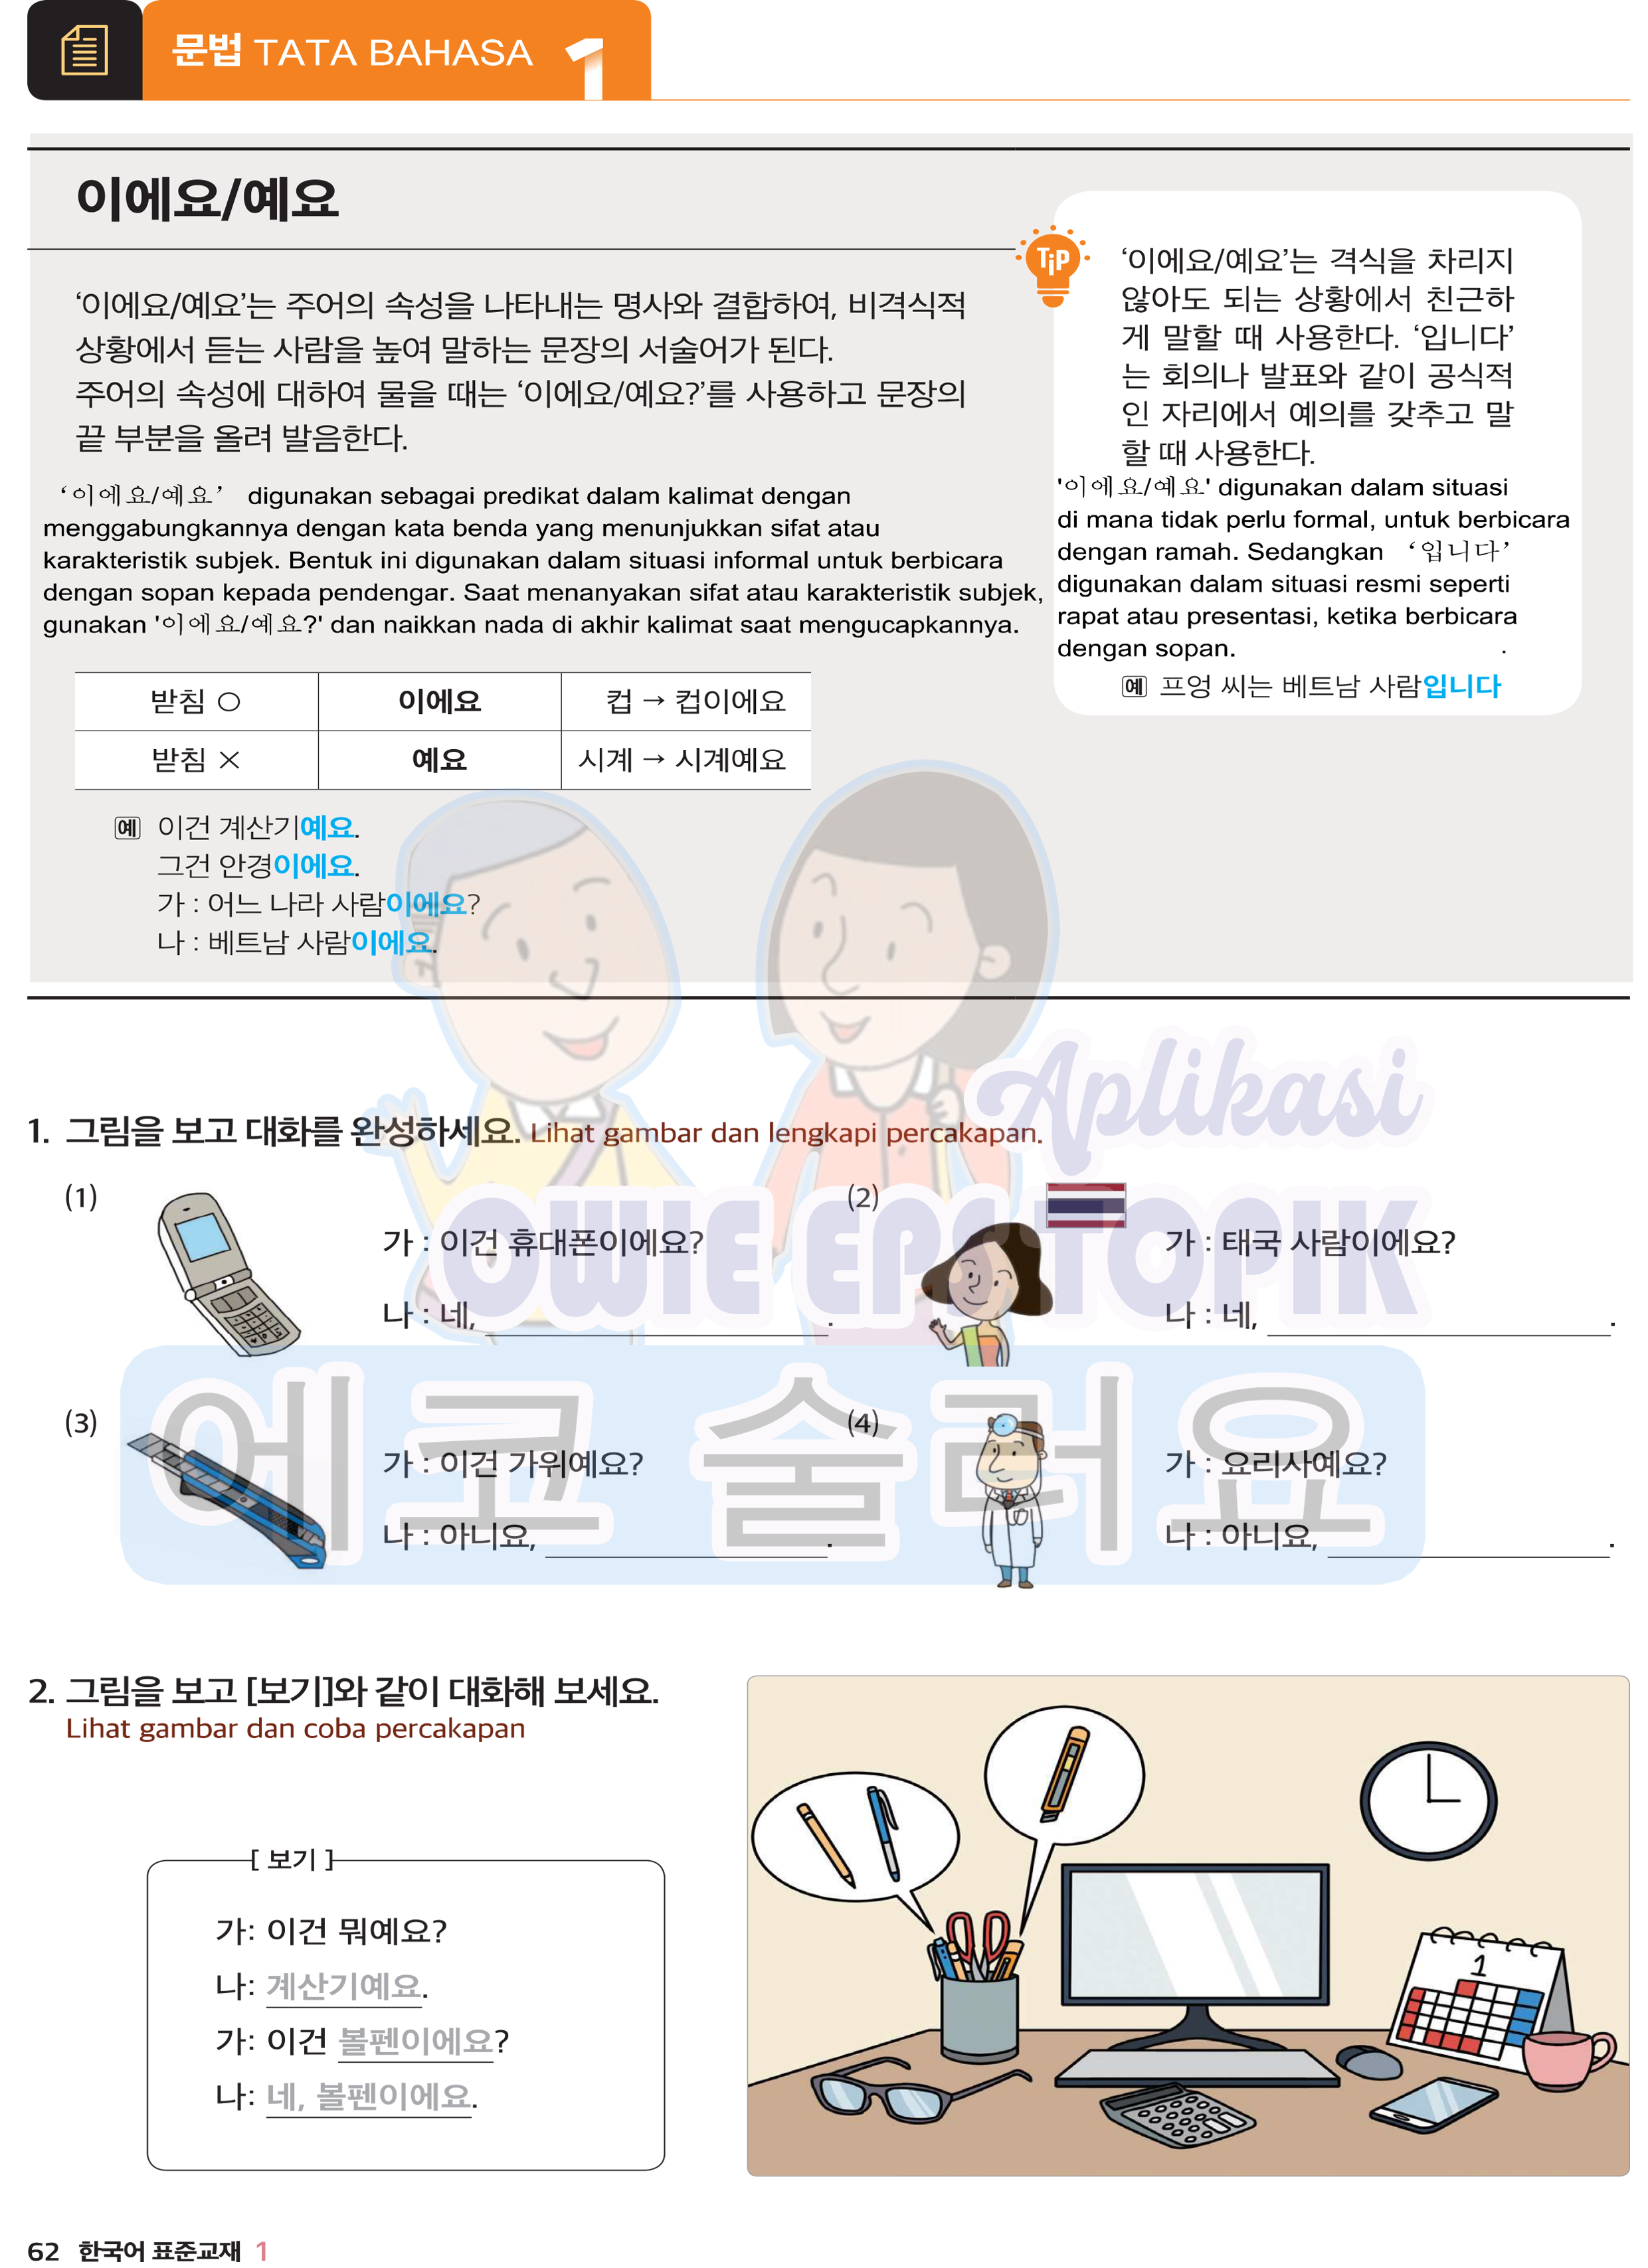 문법 TATA BAHASA 1
이에요/예요
‘이에요/예요’는 주어의 속성을 나타내는 명사와 결합하여, 비격식적
상황에서 듣는 사람을 높여 말하는 문장의 서술어가 된다.
주어의 속성에 대하여 물을 때는 ‘이에요/예요?’를 사용하고 문장의
끝 부분을 올려 발음한다.
‘이에요/예요’ digunakan sebagai predikat dalam kalimat dengan
menggabungkannya dengan kata benda yang menunjukkan sifat atau
karakteristik subjek. Bentuk ini digunakan dalam situasi informal untuk berbicara
dengan sopan kepada pendengar. Saat menanyakan sifat atau karakteristik subjek,
gunakan '이에요/예요?' dan naikkan nada di akhir kalimat saat mengucapkannya.
TiP
‘이에요/예요’는 격식을 차리지
않아도 되는 상황에서 친근하
게 말할 때 사용한다. ‘입니다’
는 회의나 발표와 같이 공식적
인 자리에서 예의를 갖추고 말
할 때 사용한다.
'이에요/예요' digunakan dalam situasi
di mana tidak perlu formal, untuk berbicara
dengan ramah. Sedangkan ‘입니다’
digunakan dalam situasi resmi seperti
rapat atau presentasi, ketika berbicara
dengan sopan.
예 프엉 씨는 베트남 사람입니다
받침 ○ 이에요 컵 → 컵이에요
받침 × 예요 시계 → 시계예요
예 이건 계산기예요.
그건 안경이에요.
가 : 어느 나라 사람이에요?
나 : 베트남 사람이에요.
Aplikasi
OWIE EPS TOPIK
에코 술러요
1. 그림을 보고 대화를 완성하세요. Lihat gambar dan lengkapi percakapan.
(1)
가 : 이건 휴대폰이에요?
나 : 네, .
(2)
가 : 태국 사람이에요?
나 : 네, .
(3)
가 : 이건 가위예요?
나 : 아니요, .
(4)
가 : 요리사예요?
나 : 아니요, .
2. 그림을 보고 [보기]와 같이 대화해 보세요.
Lihat gambar dan coba percakapan
[ 보기 ]
가: 이건 뭐예요?
나: 계산기예요.
가: 이건 볼펜이에요?
나: 네, 볼펜이에요.
1
62 한국어 표준교재 1